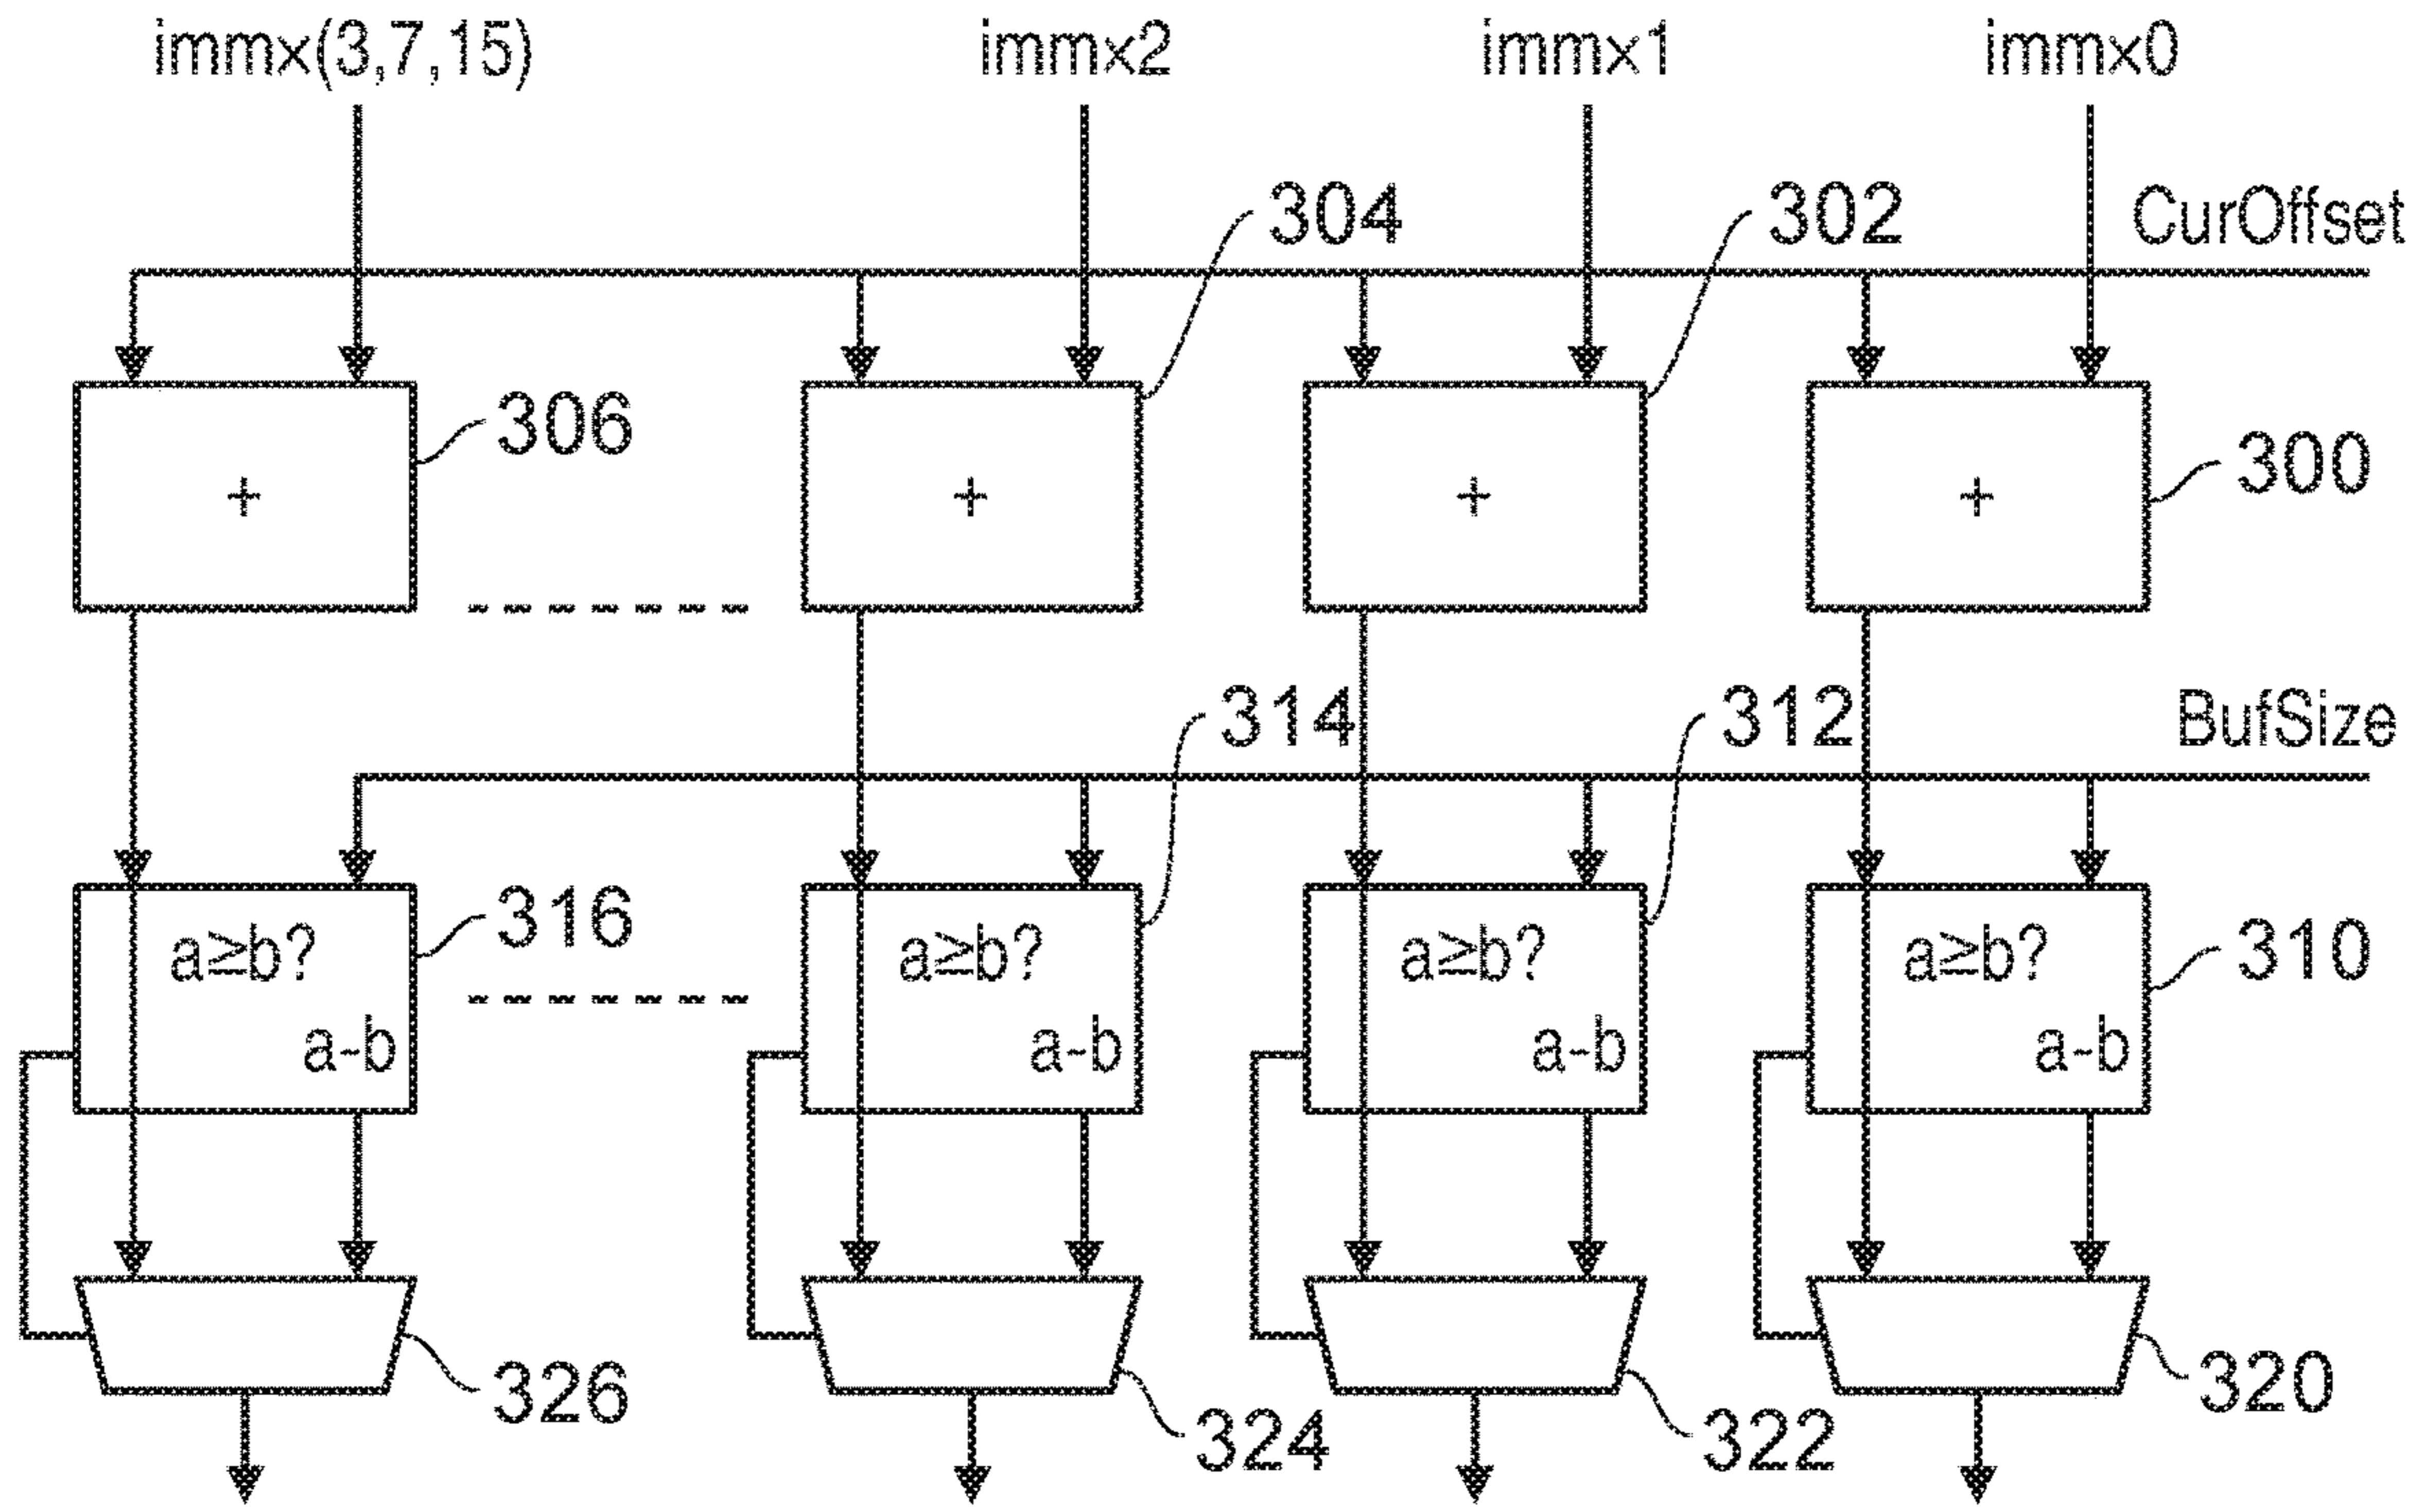 immx(3,7,15) immx2 immx1 immx0
304 302 CurOffset
306 300
+ + + +
314 312 BufSize
316 a≥b? a≥b? a≥b? a≥b? 310
a-b a-b a-b a-b
326 324 322 320